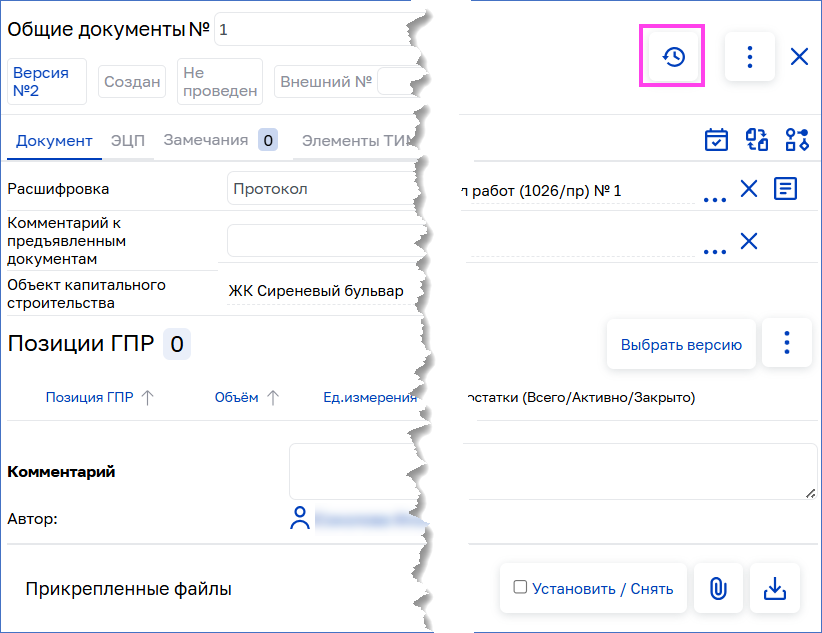 Общие документы № 1
Версия №2
Создан
Не проведен
Внешний №
Документ
ЭЦП
Замечания 0
Элементы ТИМ
Расшифровка
Протокол
работ (1026/пр) № 1
Комментарий к
предъявленным
документам
Объект капитального
строительства
ЖК Сиреневый бульвар
Позиции ГПР 0
Выбрать версию
Позиция ГПР
Объём
Ед.измерения
остатки (Всего/Активно/Закрыто)
Комментарий
Автор:
Прикрепленные файлы
Установить / Снять